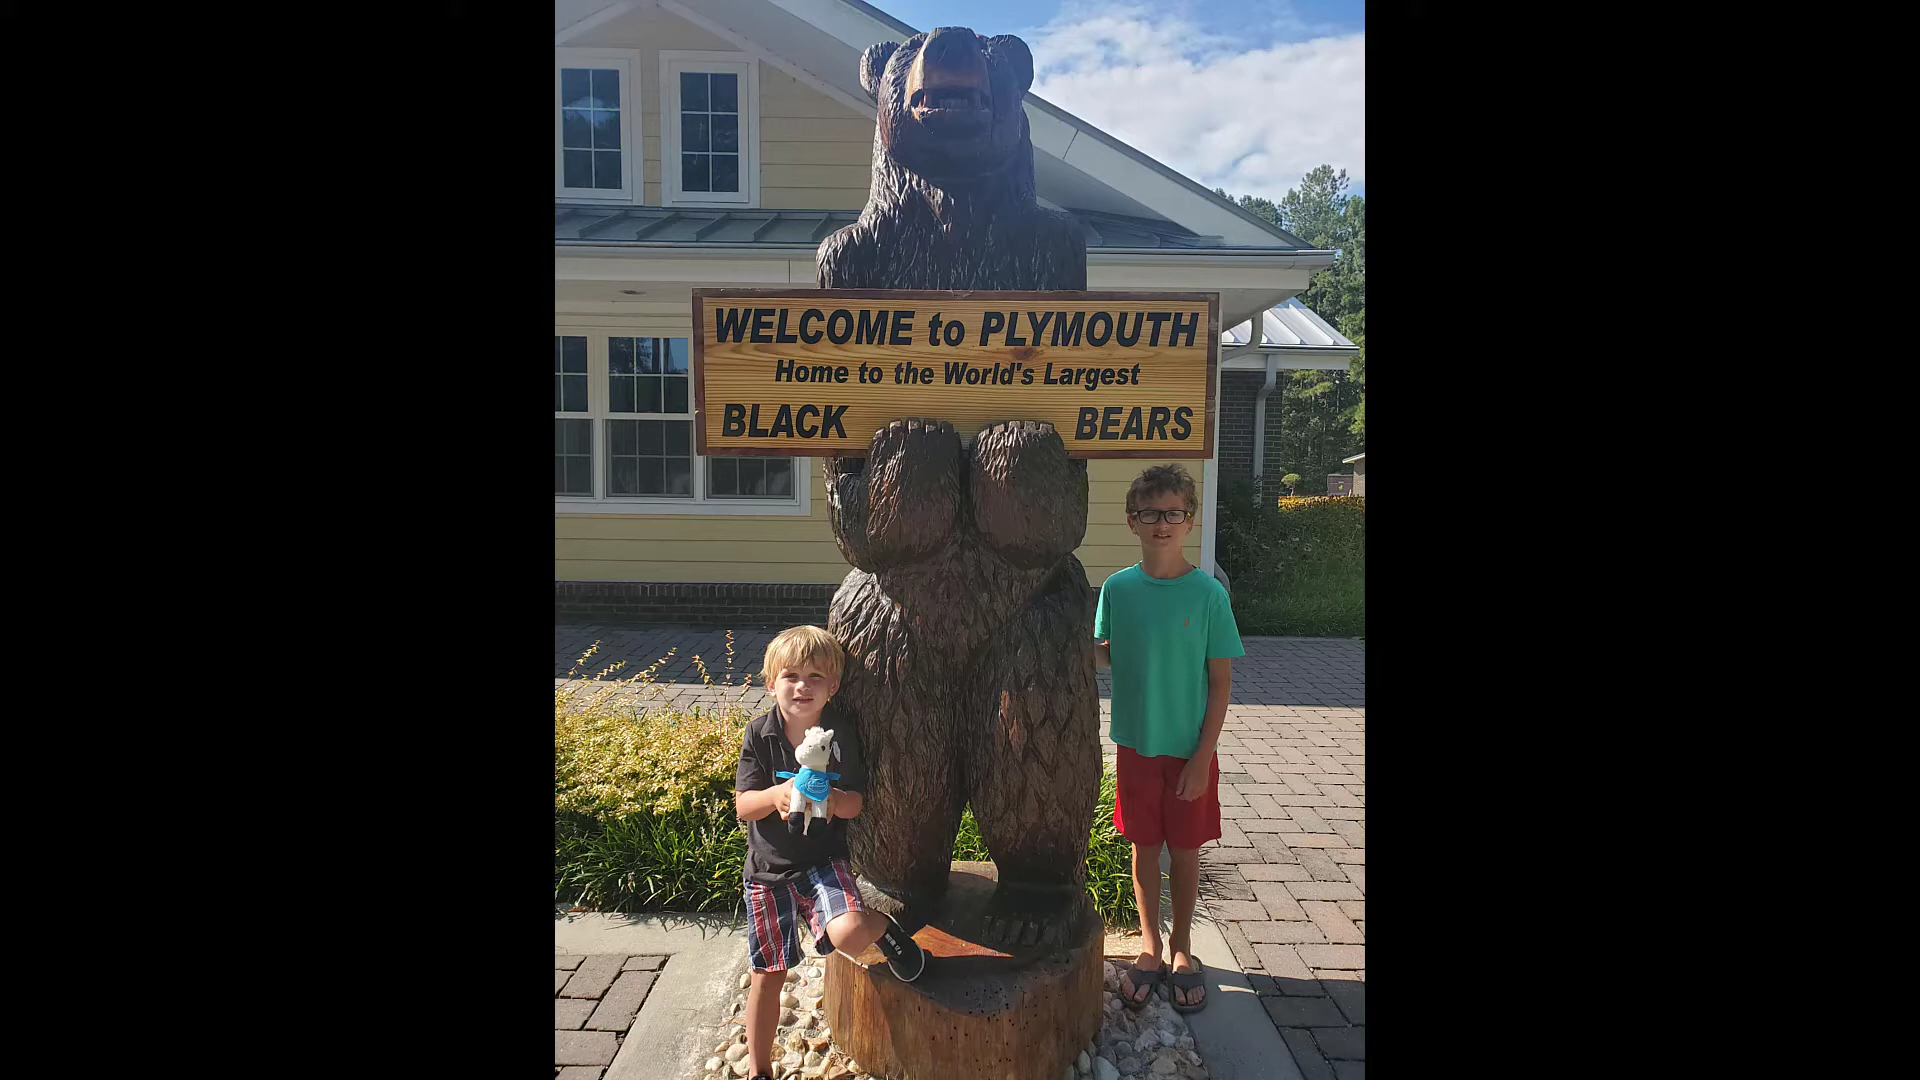 WELCOME to PLYMOUTH
Home to the World's Largest
BLACK BEARS